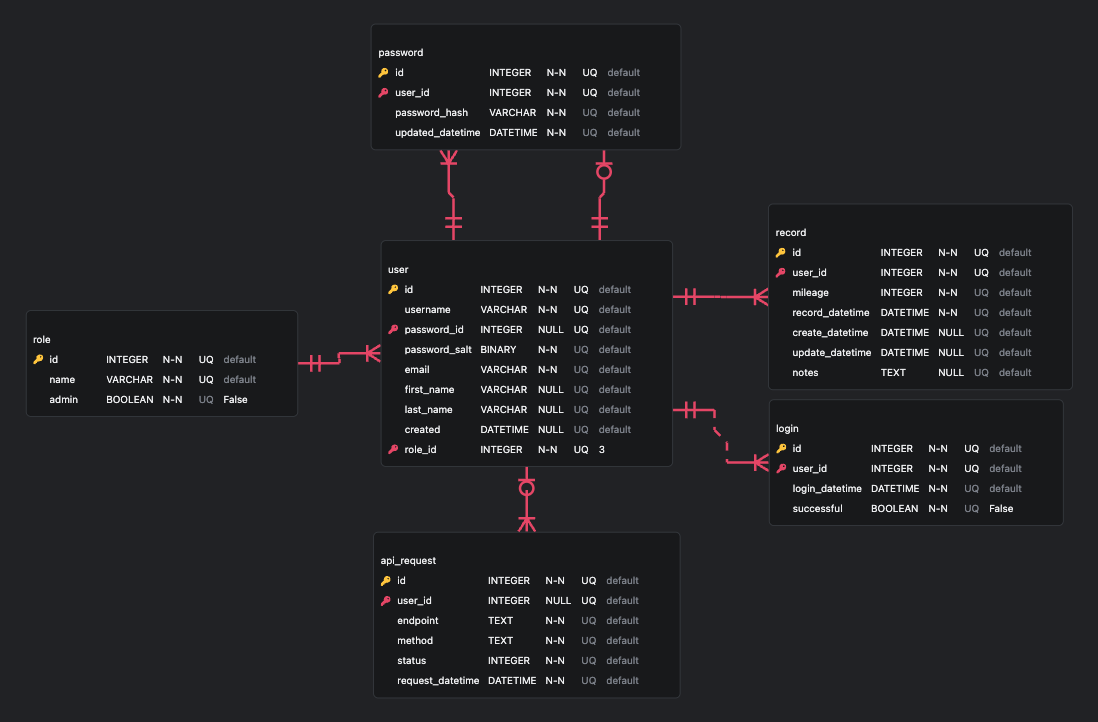 password
id INTEGER N-N UQ default
user_id INTEGER N-N UQ default
password_hash VARCHAR N-N UQ default
updated_datetime DATETIME N-N UQ default
user
id INTEGER N-N UQ default
username VARCHAR N-N UQ default
password_id INTEGER NULL UQ default
password_salt BINARY N-N UQ default
email VARCHAR N-N UQ default
first_name VARCHAR NULL UQ default
last_name VARCHAR NULL UQ default
created DATETIME NULL UQ default
role_id INTEGER N-N UQ 3
record
id INTEGER N-N UQ default
user_id INTEGER N-N UQ default
mileage INTEGER N-N UQ default
record_datetime DATETIME N-N UQ default
create_datetime DATETIME NULL UQ default
update_datetime DATETIME NULL UQ default
notes TEXT NULL UQ default
role
id INTEGER N-N UQ default
name VARCHAR N-N UQ default
admin BOOLEAN N-N UQ False
login
id INTEGER N-N UQ default
user_id INTEGER N-N UQ default
login_datetime DATETIME N-N UQ default
successful BOOLEAN N-N UQ False
api_request
id INTEGER N-N UQ default
user_id INTEGER NULL UQ default
endpoint TEXT N-N UQ default
method TEXT N-N UQ default
status INTEGER N-N UQ default
request_datetime DATETIME N-N UQ default